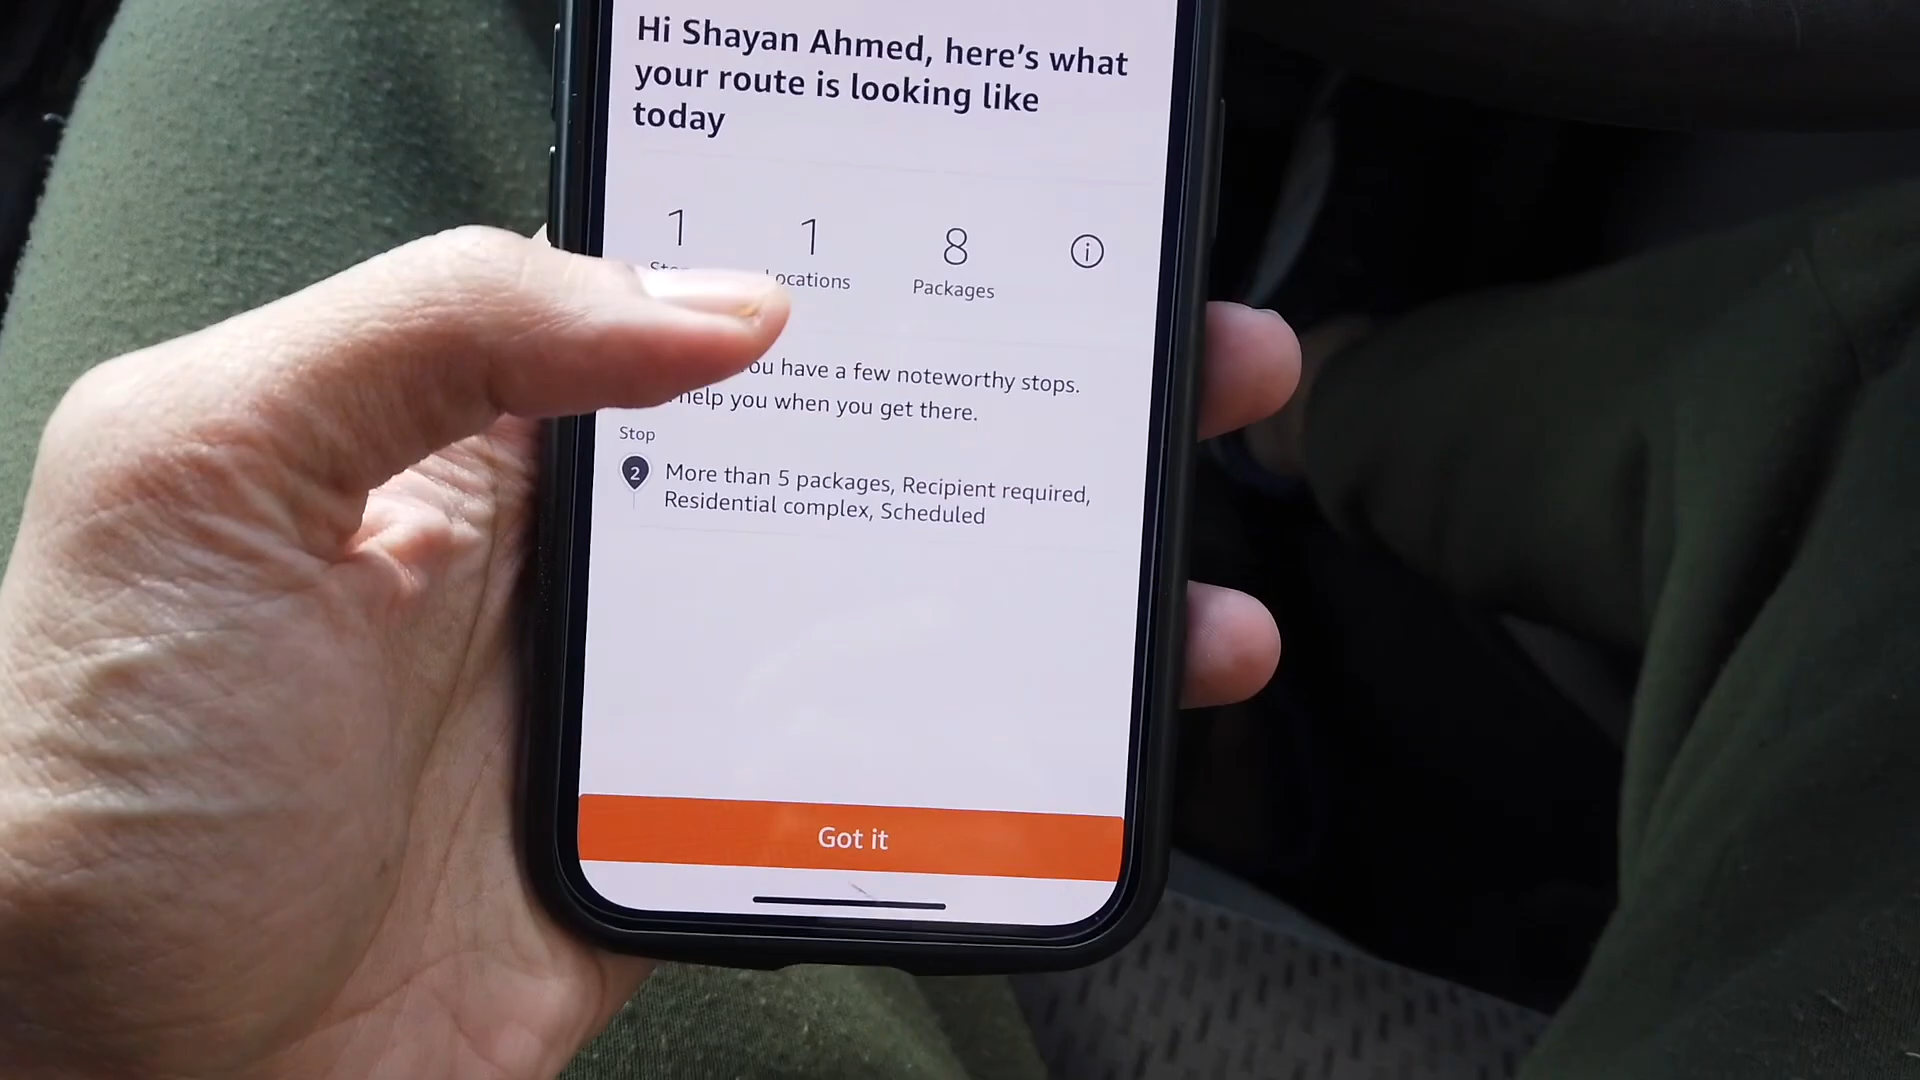 Hi Shayan Ahmed, here's what
your route is looking like
today
1 1 8
ocations Packages
have a few noteworthy stops.
help you when you get there.
Stop
2 More than 5 packages, Recipient required,
Residential complex, Scheduled
Got it